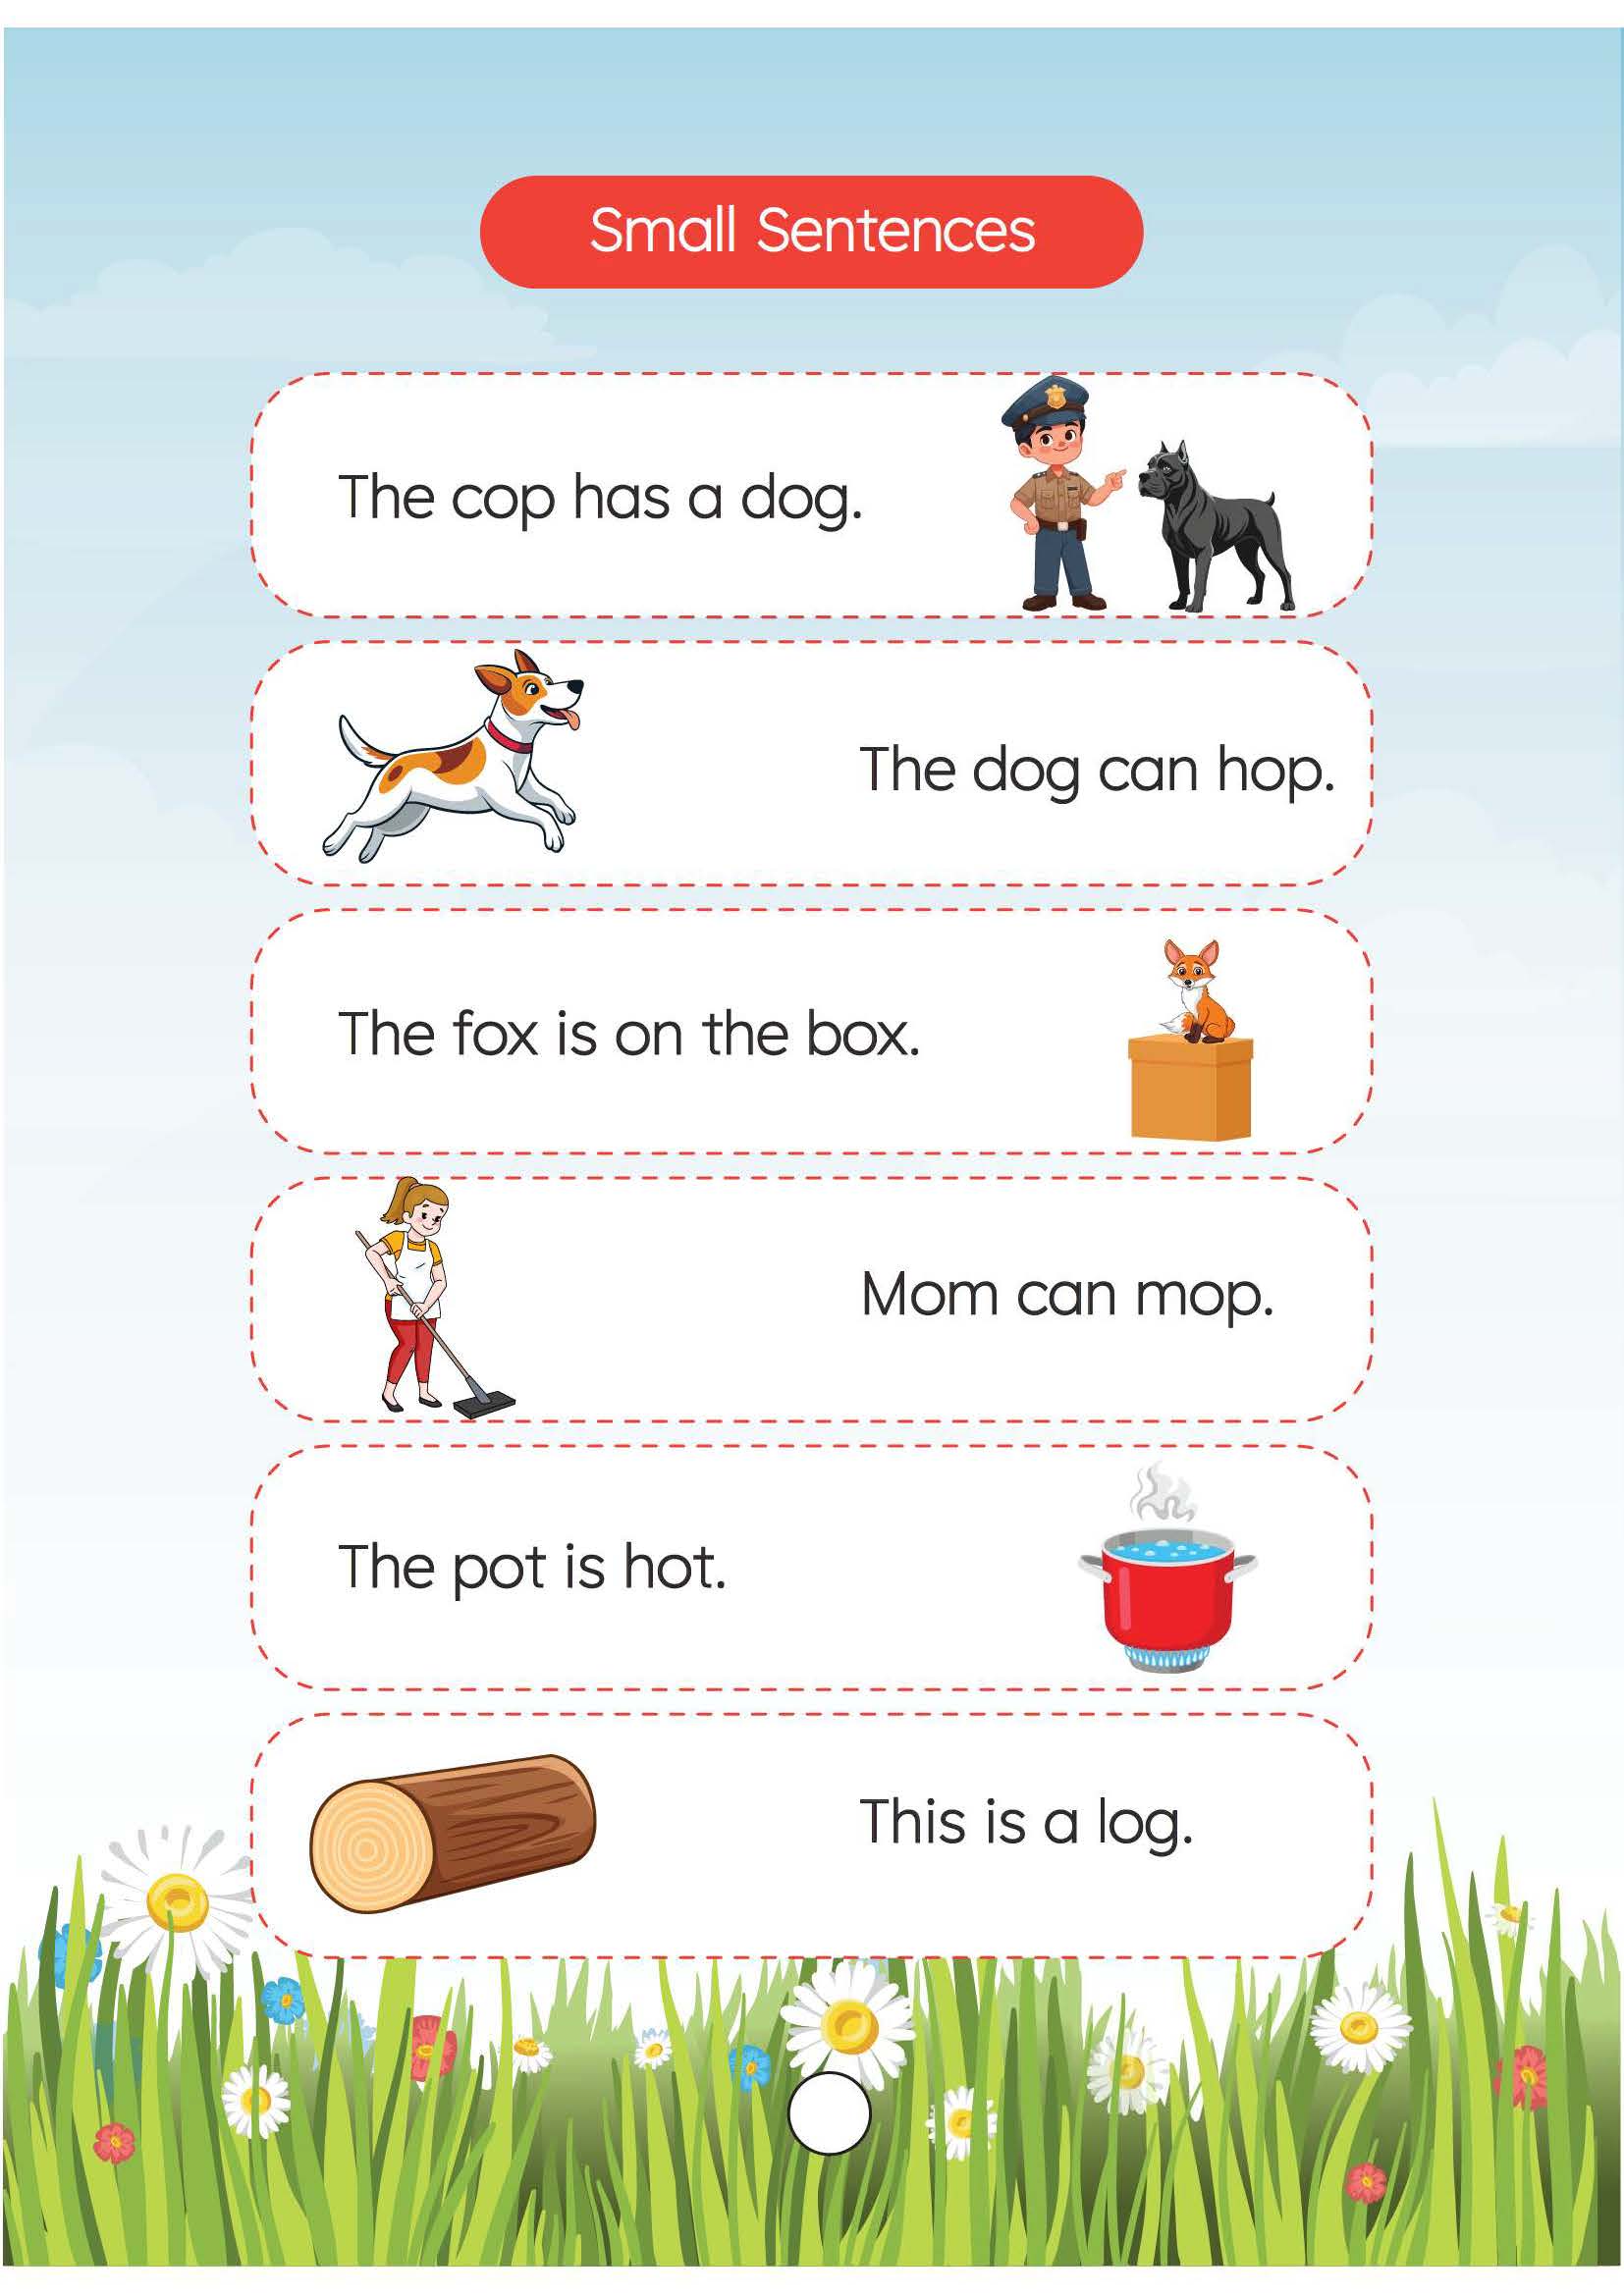 Small Sentences
The cop has a dog.
The dog can hop.
The fox is on the box.
Mom can mop.
The pot is hot.
This is a log.